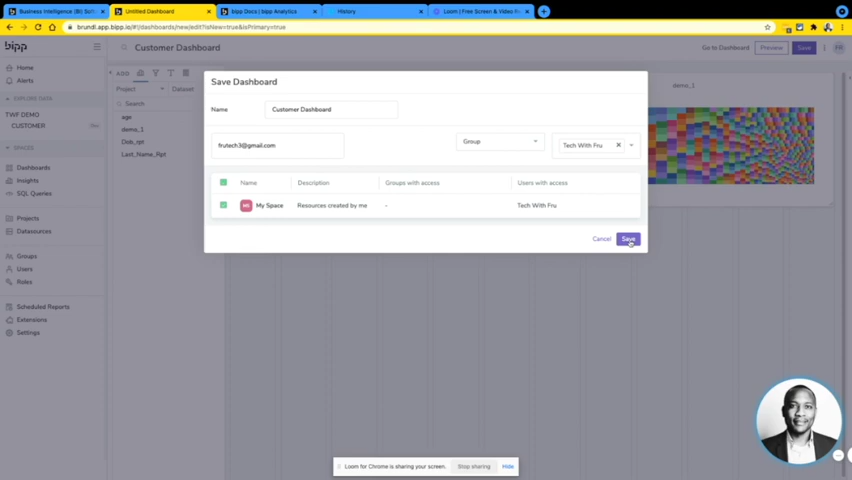 Business Intelligence (BI) Soft
Untitled Dashboard
bipp Docs | bipp Analytics
History
Loom | Free Screen & Video Re
brundl.app.bipp.io/#!/dashboards/new/edit?isNew=true&isPrimary=true
bipp
Customer Dashboard
Go to Dashboard
Preview
Save
PR
Home
Alerts
EXPLORE DATA
TWF DEMO
CUSTOMER
SPACES
Dashboards
Insights
SQL Queries
Projects
Datasources
Groups
Users
Roles
Scheduled Reports
Extensions
Settings
ADD
Project
Dataset
Search
age
demo_1
Dob_rpt
Last_Name_Rpt
demo_1
Save Dashboard
Name
Customer Dashboard
frutech3@gmail.com
Group
Tech With Fru
Name
Description
Groups with access
Users with access
MS
My Space
Resources created by me
-
Tech With Fru
Cancel
Save
Loom for Chrome is sharing your screen.
Stop sharing
Hide